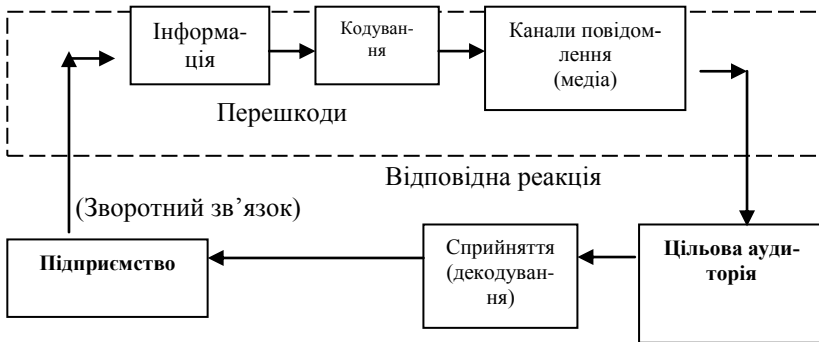 Інформа-
ція
Кодуван-
ня
Канали повідом-
лення
(медіа)
Перешкоди
Відповідна реакція
(Зворотний зв’язок)
Підприємство
Сприйняття
(декодуван-
ня)
Цільова ауди-
торія